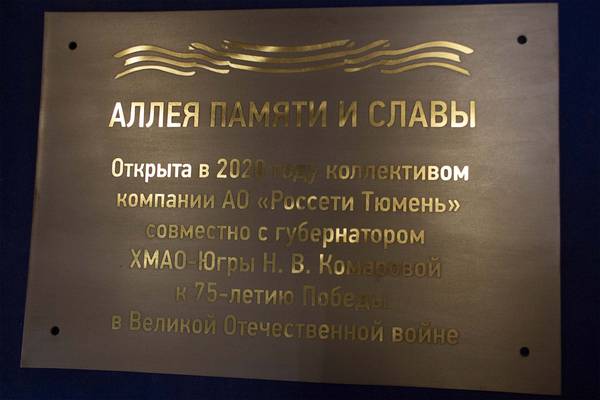 АЛЛЕЯ ПАМЯТИ И СЛАВЫ
Открыта в 2020 году коллективом
компании АО «Россети Тюмень»
совместно с губернатором
ХМАО-Югры Н. В. Комаровой
к 75-летию Победы
в Великой Отечественной войне